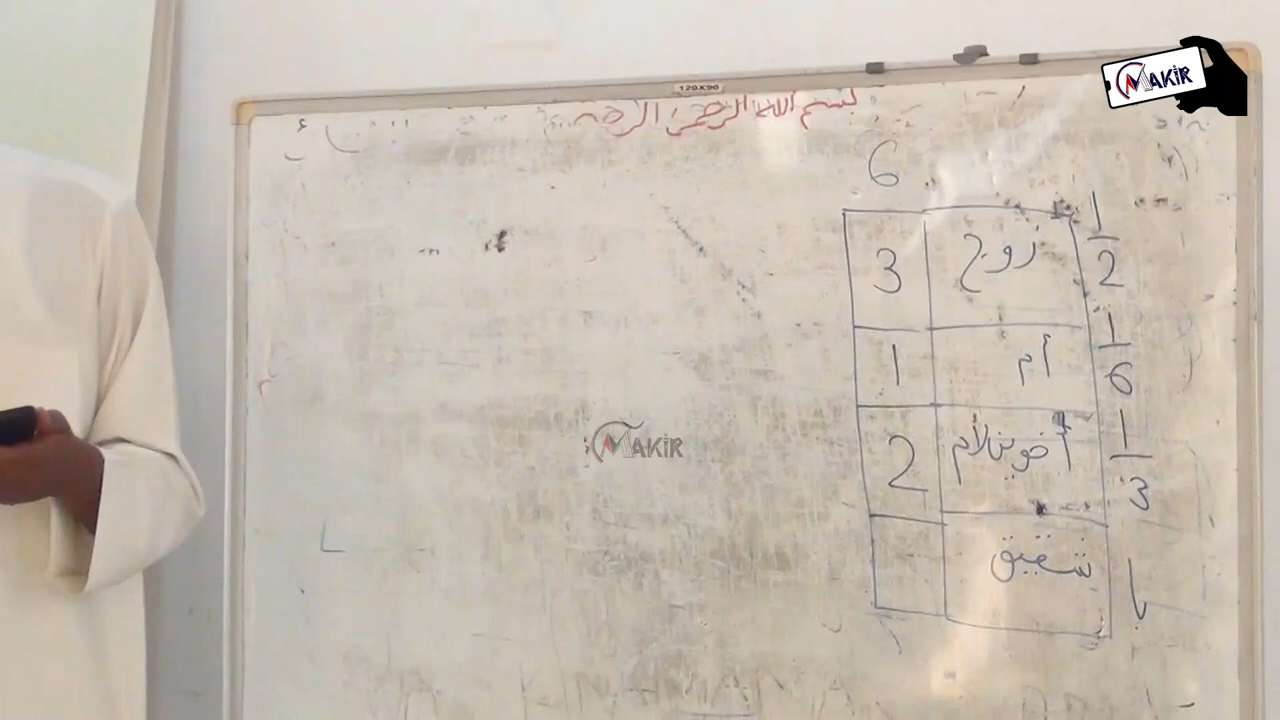 MAKIR
120X90
بسم الله الرحمن الرحيم
6
1/2 زوج 3
1/6 أم 1
1/3 أخوين لأم 2
ب شقيق
MAKIR